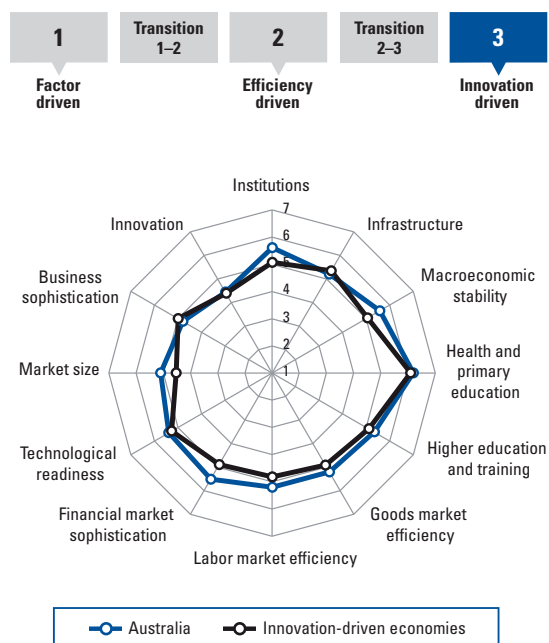 1
Transition
1–2
2
Transition
2–3
3
Factor
driven
Efficiency
driven
Innovation
driven
Institutions
Innovation
Infrastructure
Business
sophistication
Macroeconomic
stability
Market size
Health and
primary
education
Technological
readiness
Higher education
and training
Financial market
sophistication
Goods market
efficiency
Labor market efficiency
7
6
5
4
3
2
1
Australia
Innovation-driven economies